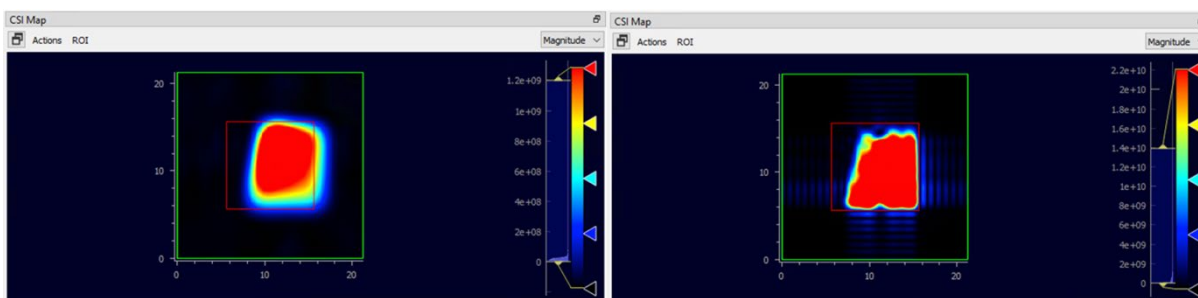 CSI Map
Actions ROI Magnitude
20
10
0
0 10 20
1.2e+09
1e+09
8e+08
6e+08
4e+08
2e+08
0
CSI Map
Actions ROI Magnitude
20
10
0
0 10 20
2.2e+10
2e+10
1.8e+10
1.6e+10
1.4e+10
1.2e+10
1e+10
8e+09
6e+09
4e+09
2e+09
0